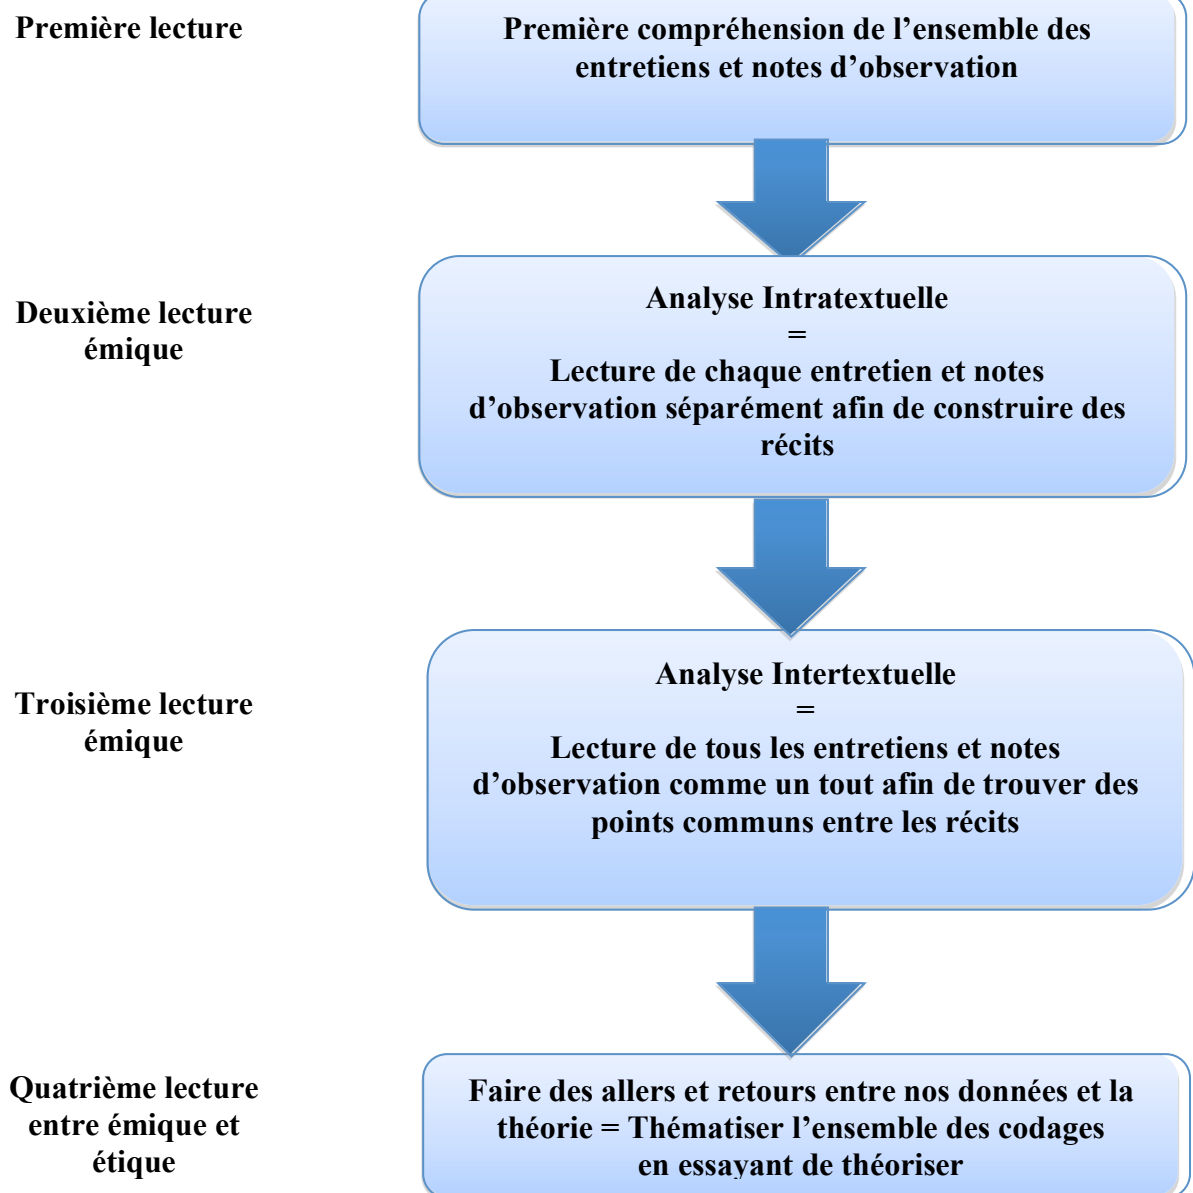 Première lecture
Première compréhension de l’ensemble des
entretiens et notes d’observation
Deuxième lecture
émique
Analyse Intratextuelle
=
Lecture de chaque entretien et notes
d’observation séparément afin de construire des
récits
Troisième lecture
émique
Analyse Intertextuelle
=
Lecture de tous les entretiens et notes
d’observation comme un tout afin de trouver des
points communs entre les récits
Quatrième lecture
entre émique et
étique
Faire des allers et retours entre nos données et la
théorie = Thématiser l’ensemble des codages
en essayant de théoriser